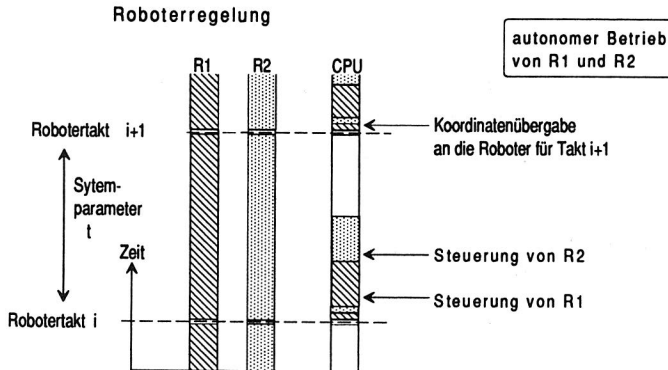 Roboterregelung
autonomer Betrieb
von R1 und R2
R1 R2 CPU
Robotertakt i+1
Koordinatenübergabe
an die Roboter für Takt i+1
Sytem-
parameter
t
Zeit
Steuerung von R2
Steuerung von R1
Robotertakt i